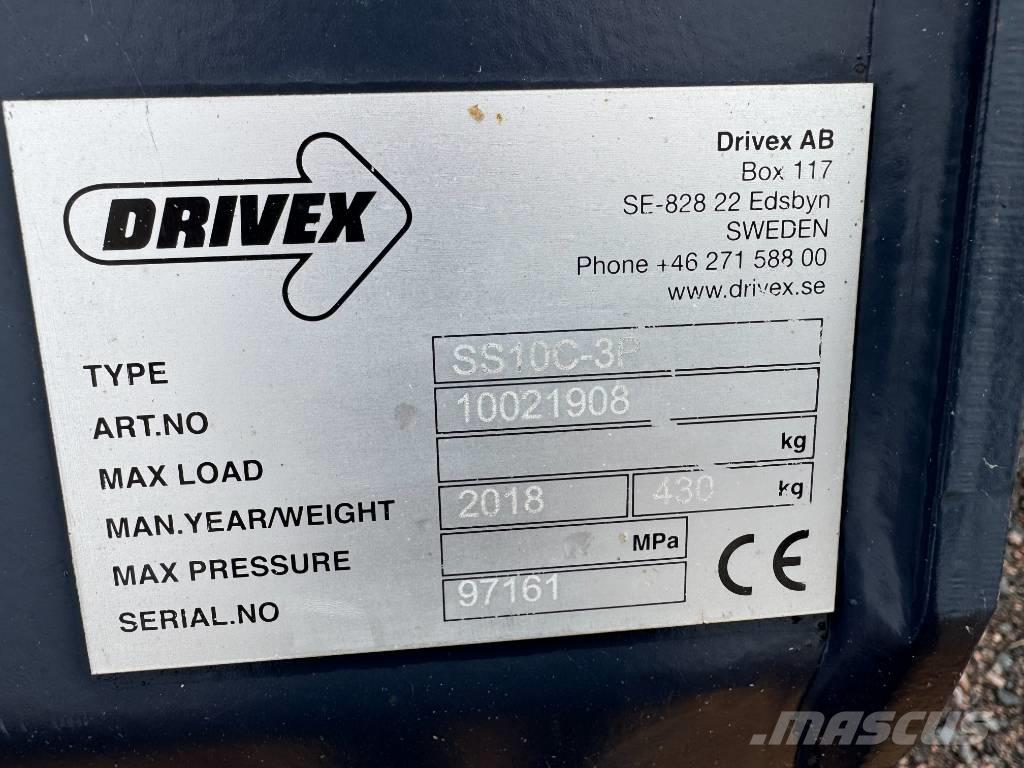 DRIVEX
Drivex AB
Box 117
SE-828 22 Edsbyn
SWEDEN
Phone +46 271 588 00
www.drivex.se
TYPE SS10C-3P
ART.NO 10021908
MAX LOAD kg
MAN.YEAR/WEIGHT 2018 430 kg
MAX PRESSURE MPa
SERIAL.NO 97161
CE
MASCUS